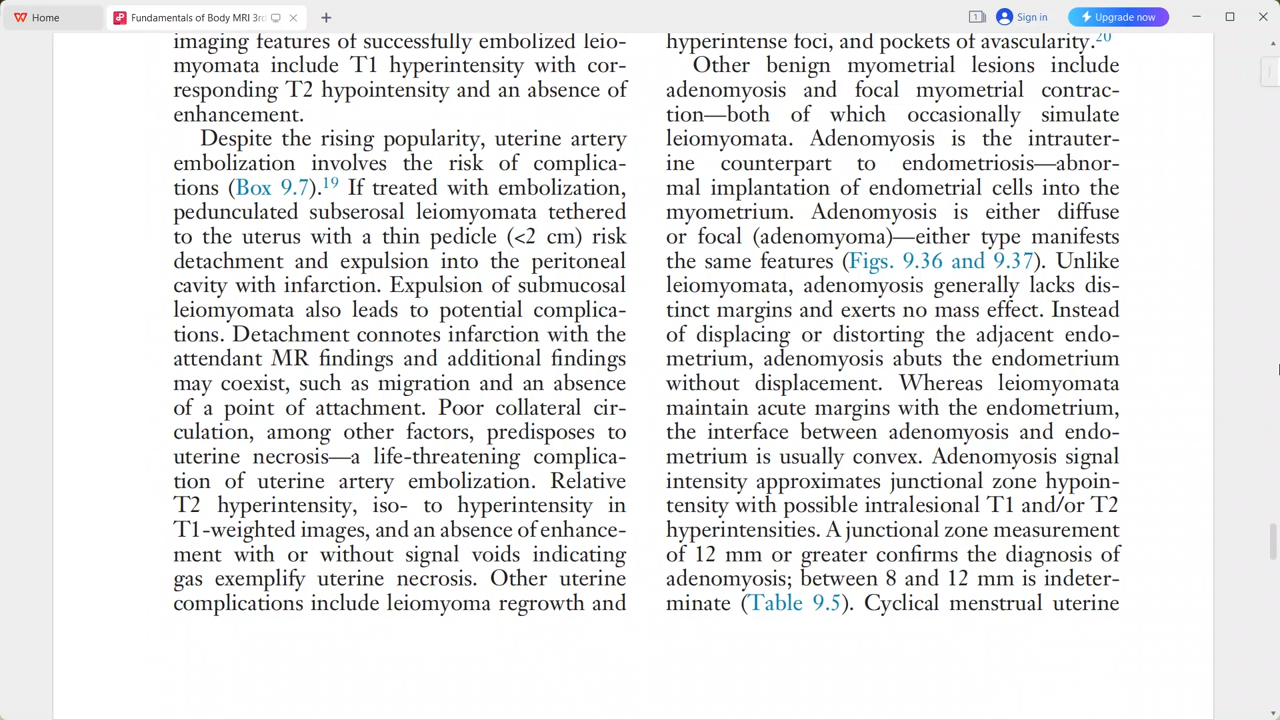 Home
Fundamentals of Body MRI 3rd
1
Sign in
Upgrade now
imaging features of successfully embolized leio-
myomata include T1 hyperintensity with cor-
responding T2 hypointensity and an absence of
enhancement.
Despite the rising popularity, uterine artery
embolization involves the risk of complica-
tions (Box 9.7).19 If treated with embolization,
pedunculated subserosal leiomyomata tethered
to the uterus with a thin pedicle (<2 cm) risk
detachment and expulsion into the peritoneal
cavity with infarction. Expulsion of submucosal
leiomyomata also leads to potential complica-
tions. Detachment connotes infarction with the
attendant MR findings and additional findings
may coexist, such as migration and an absence
of a point of attachment. Poor collateral cir-
culation, among other factors, predisposes to
uterine necrosis—a life-threatening complica-
tion of uterine artery embolization. Relative
T2 hyperintensity, iso- to hyperintensity in
T1-weighted images, and an absence of enhance-
ment with or without signal voids indicating
gas exemplify uterine necrosis. Other uterine
complications include leiomyoma regrowth and
hyperintense foci, and pockets of avascularity.20
Other benign myometrial lesions include
adenomyosis and focal myometrial contrac-
tion—both of which occasionally simulate
leiomyomata. Adenomyosis is the intrauter-
ine counterpart to endometriosis—abnor-
mal implantation of endometrial cells into the
myometrium. Adenomyosis is either diffuse
or focal (adenomyoma)—either type manifests
the same features (Figs. 9.36 and 9.37). Unlike
leiomyomata, adenomyosis generally lacks dis-
tinct margins and exerts no mass effect. Instead
of displacing or distorting the adjacent endo-
metrium, adenomyosis abuts the endometrium
without displacement. Whereas leiomyomata
maintain acute margins with the endometrium,
the interface between adenomyosis and endo-
metrium is usually convex. Adenomyosis signal
intensity approximates junctional zone hypoin-
tensity with possible intralesional T1 and/or T2
hyperintensities. A junctional zone measurement
of 12 mm or greater confirms the diagnosis of
adenomyosis; between 8 and 12 mm is indeter-
minate (Table 9.5). Cyclical menstrual uterine